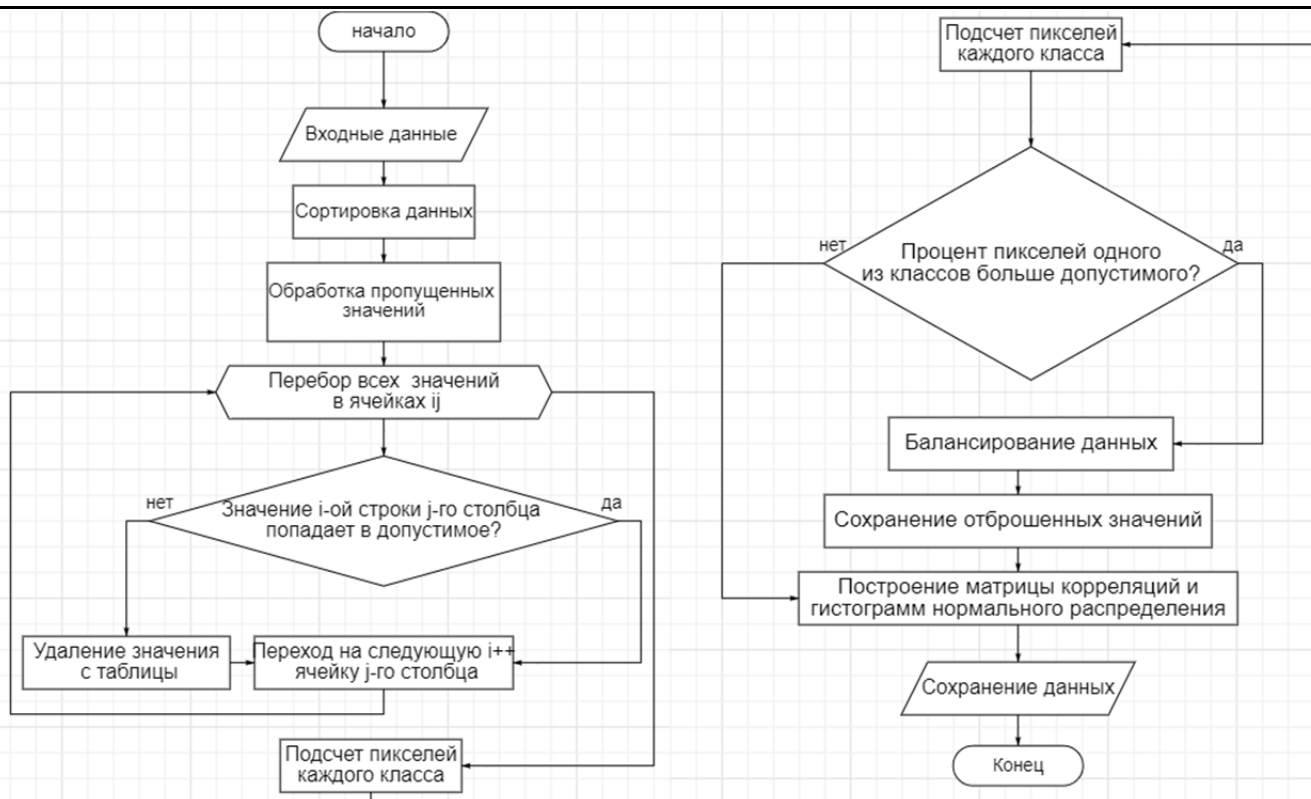 начало
Входные данные
Сортировка данных
Обработка пропущенных
значений
Перебор всех значений
в ячейках ij
нет
да
Значение i-ой строки j-го столбца
попадает в допустимое?
Удаление значения
с таблицы
Переход на следующую i++
ячейку j-го столбца
Подсчет пикселей
каждого класса
Подсчет пикселей
каждого класса
нет
да
Процент пикселей одного
из классов больше допустимого?
Балансирование данных
Сохранение отброшенных значений
Построение матрицы корреляций и
гистограмм нормального распределения
Сохранение данных
Конец